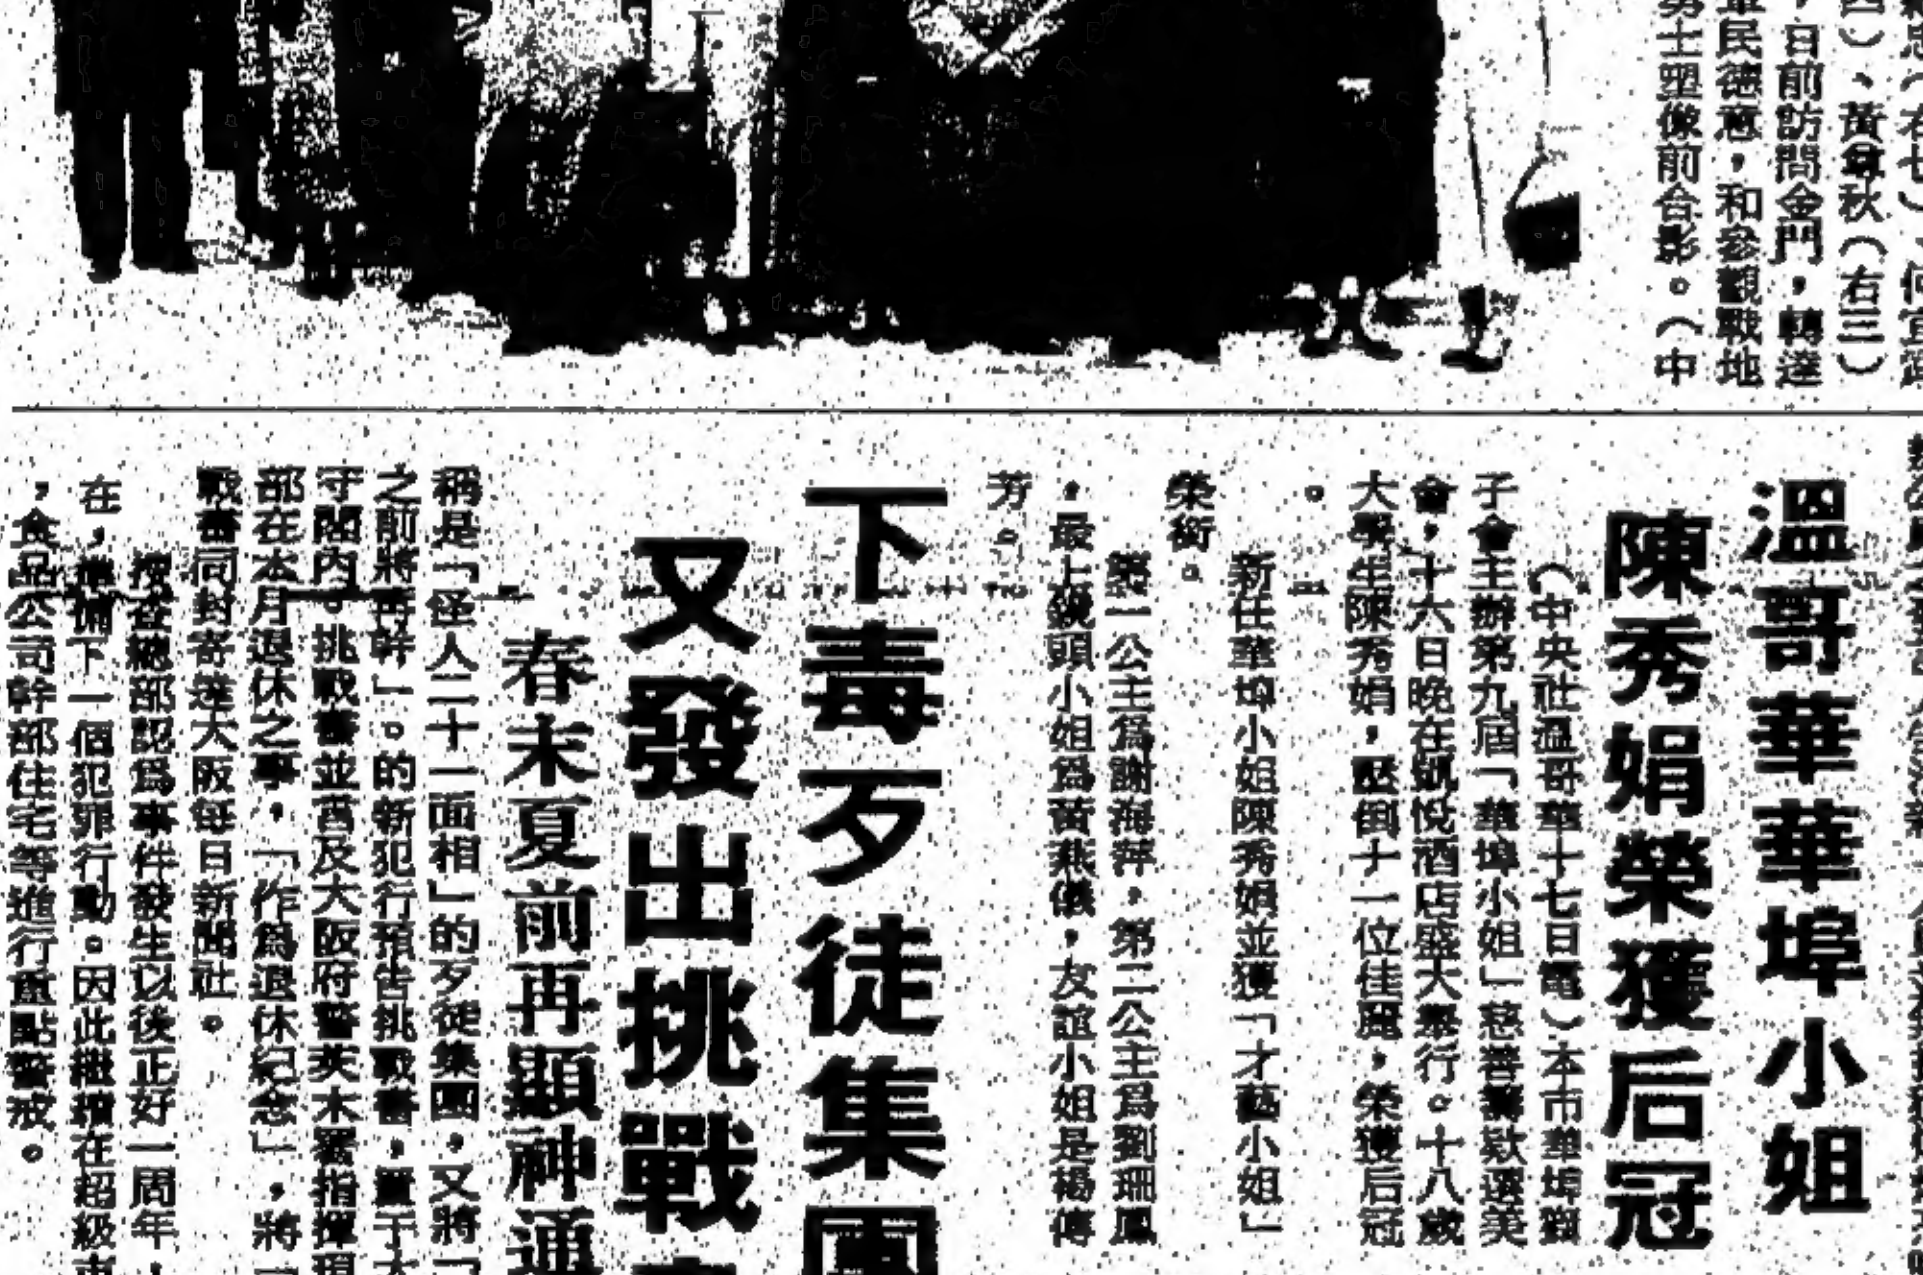 四）、黃尊秋（右三）
，日前訪問金門，轉達
軍民德意，和參觀戰地
勇士塑像前合影。（中
溫哥華華埠小姐
陳秀娟榮獲后冠
（中央社溫哥華十七日電）本市華埠獅
子會主辦第九屆「華埠小姐」慈善籌款選美
會，十六日晚在凱悅酒店盛大舉行。十八歲
大學生陳秀娟，壓倒十一位佳麗，榮獲后冠
。
新任華埠小姐陳秀娟並獲「才藝小姐」
榮銜。
第一公主為謝海萍，第二公主為劉珊鳳
，最上鏡頭小姐為黃燕儀，友誼小姐是楊傳
芳。
下毒歹徒集團
又發出挑戰
春末夏前再顯神通
稱是「怪人二十一面相」的歹徒集團，又將「
之前將再幹」。的新犯行預告挑戰書，置于大
守閣內。挑戰書並言及大阪府警英木署指揮
部在本月退休之事，「作為退休紀念」，將「
戰書同封寄達大阪每日新聞社。
按查總部認為事件發生以後正好一周年，
在，準備下一個犯罪行動。因此繼續在超級市
，食品公司幹部住宅等進行重點警戒。